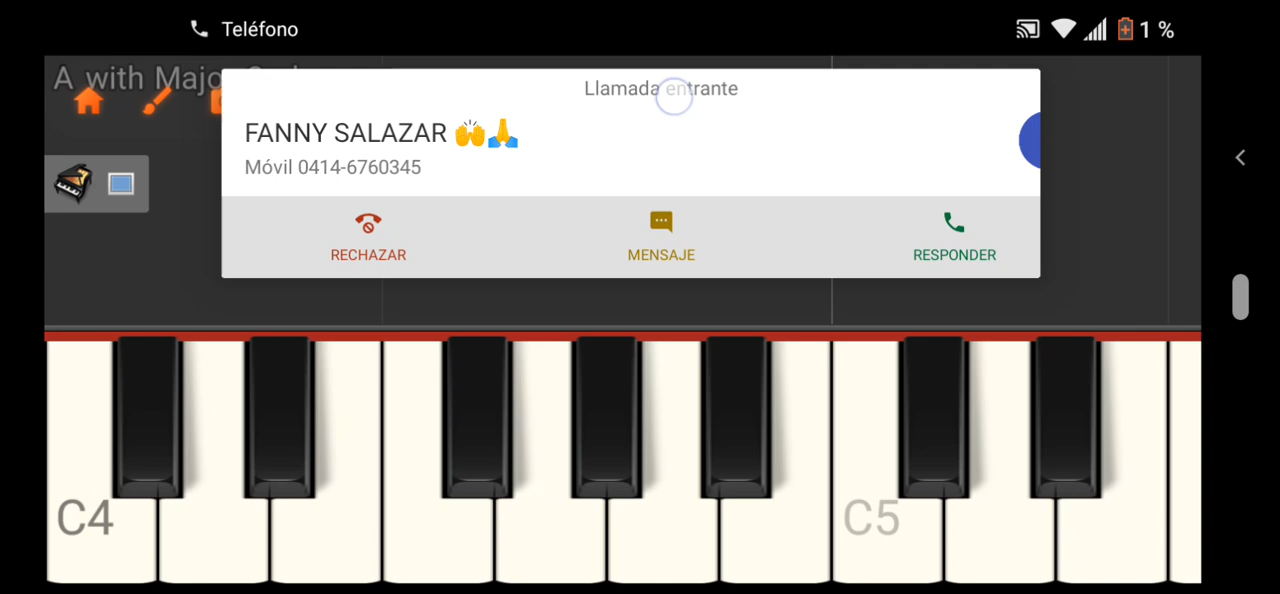 Teléfono
1 %
A with Majo
Llamada entrante
FANNY SALAZAR 🙌🙏
Móvil 0414-6760345
RECHAZAR
MENSAJE
RESPONDER
C4
C5